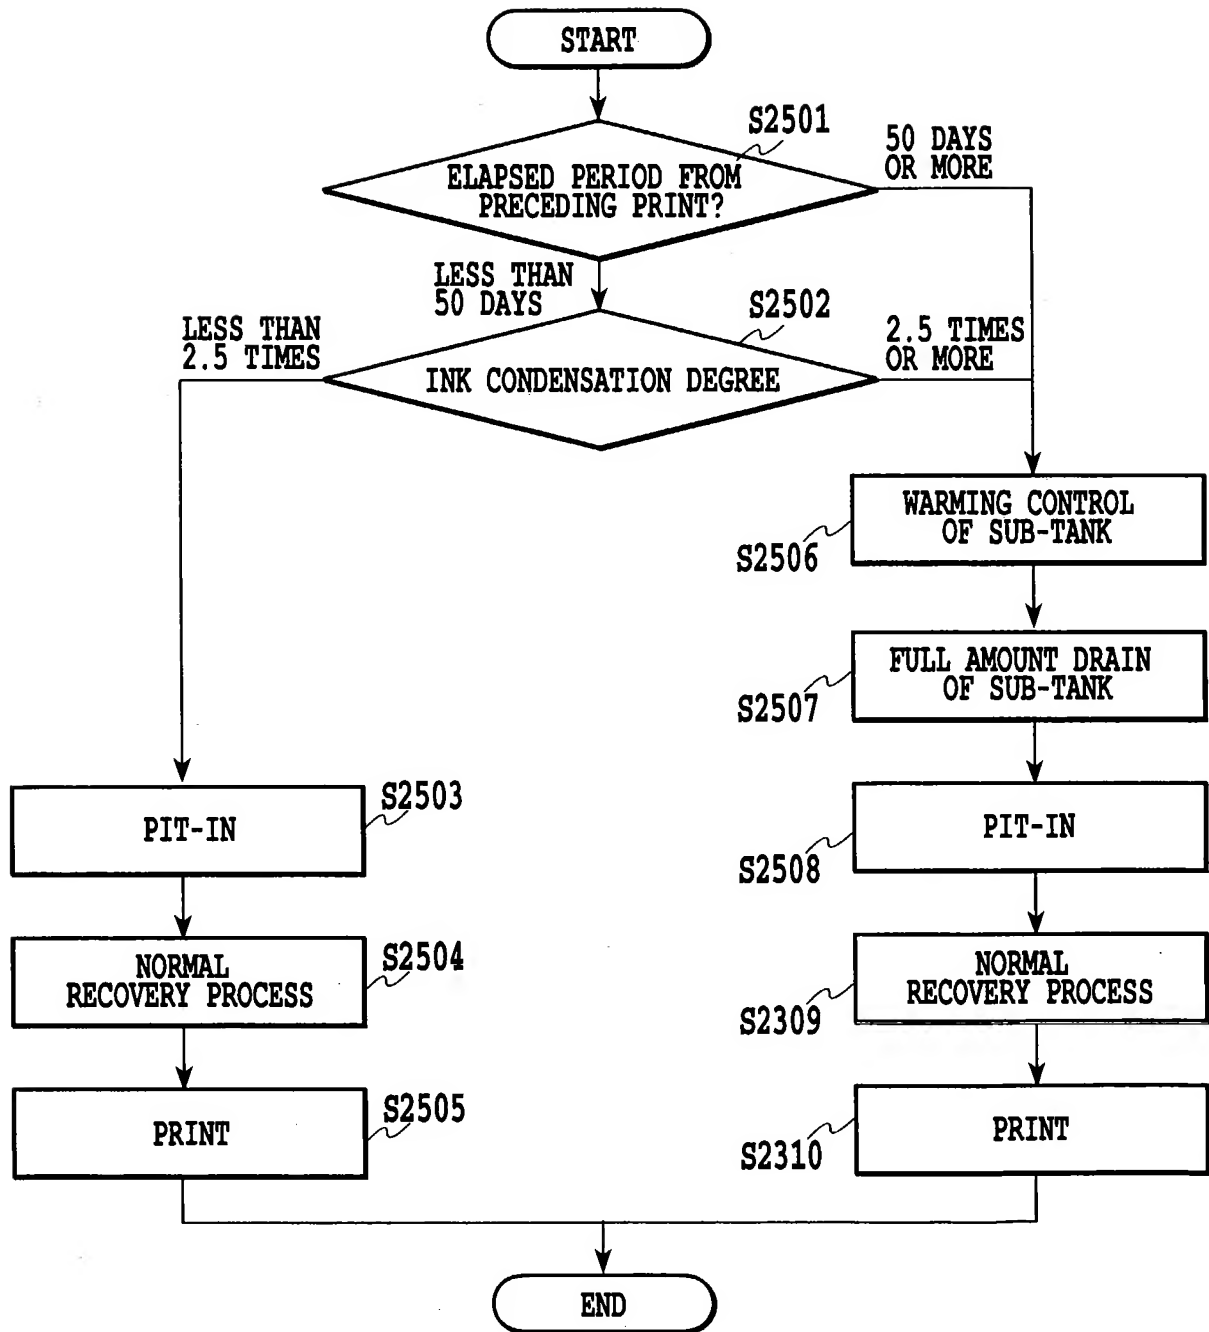 START
S2501
50 DAYS
OR MORE
ELAPSED PERIOD FROM
PRECEDING PRINT?
LESS THAN
50 DAYS
S2502
LESS THAN
2.5 TIMES
2.5 TIMES
OR MORE
INK CONDENSATION DEGREE
WARMING CONTROL
OF SUB-TANK
S2506
FULL AMOUNT DRAIN
OF SUB-TANK
S2507
PIT-IN
S2503
PIT-IN
S2508
NORMAL
RECOVERY PROCESS
S2504
NORMAL
RECOVERY PROCESS
S2309
PRINT
S2505
PRINT
S2310
END